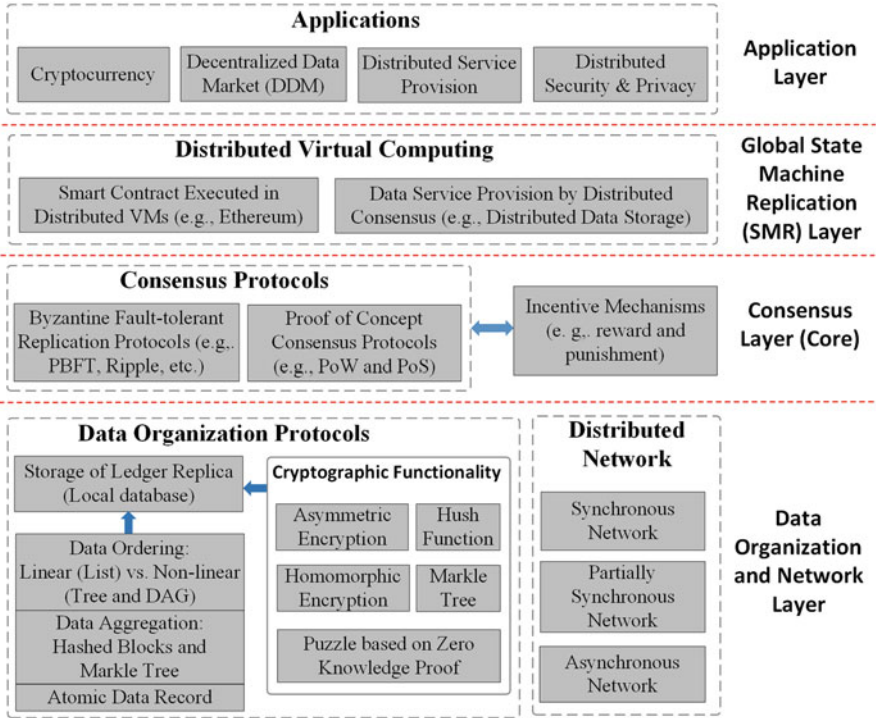 Applications
Cryptocurrency
Decentralized Data
Market (DDM)
Distributed Service
Provision
Distributed
Security & Privacy
Application
Layer
Distributed Virtual Computing
Smart Contract Executed in
Distributed VMs (e.g., Ethereum)
Data Service Provision by Distributed
Consensus (e.g., Distributed Data Storage)
Global State
Machine
Replication
(SMR) Layer
Consensus Protocols
Byzantine Fault-tolerant
Replication Protocols (e.g,.
PBFT, Ripple, etc.)
Proof of Concept
Consensus Protocols
(e.g., PoW and PoS)
Incentive Mechanisms
(e. g,. reward and
punishment)
Consensus
Layer (Core)
Data Organization Protocols
Storage of Ledger Replica
(Local database)
Data Ordering:
Linear (List) vs. Non-linear
(Tree and DAG)
Data Aggregation:
Hashed Blocks and
Markle Tree
Atomic Data Record
Cryptographic Functionality
Asymmetric
Encryption
Hush
Function
Homomorphic
Encryption
Markle
Tree
Puzzle based on Zero
Knowledge Proof
Distributed
Network
Synchronous
Network
Partially
Synchronous
Network
Asynchronous
Network
Data
Organization
and Network
Layer